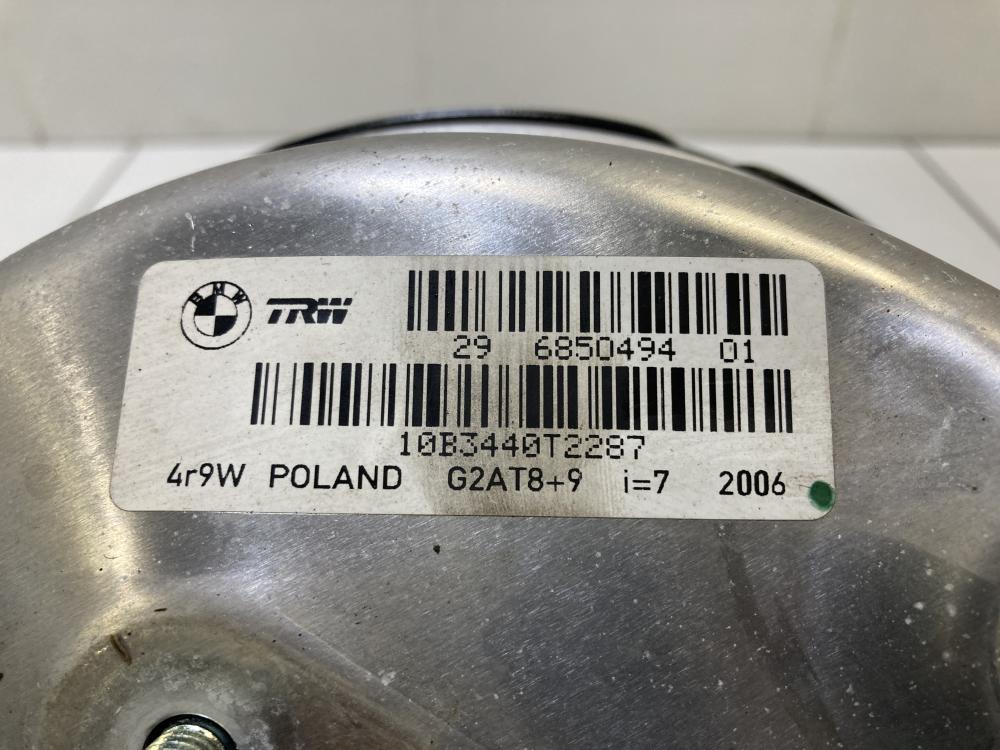 BMW TRW
29 6850494 01
10B3440T2287
4r9W POLAND G2AT8+9 i=7 2006